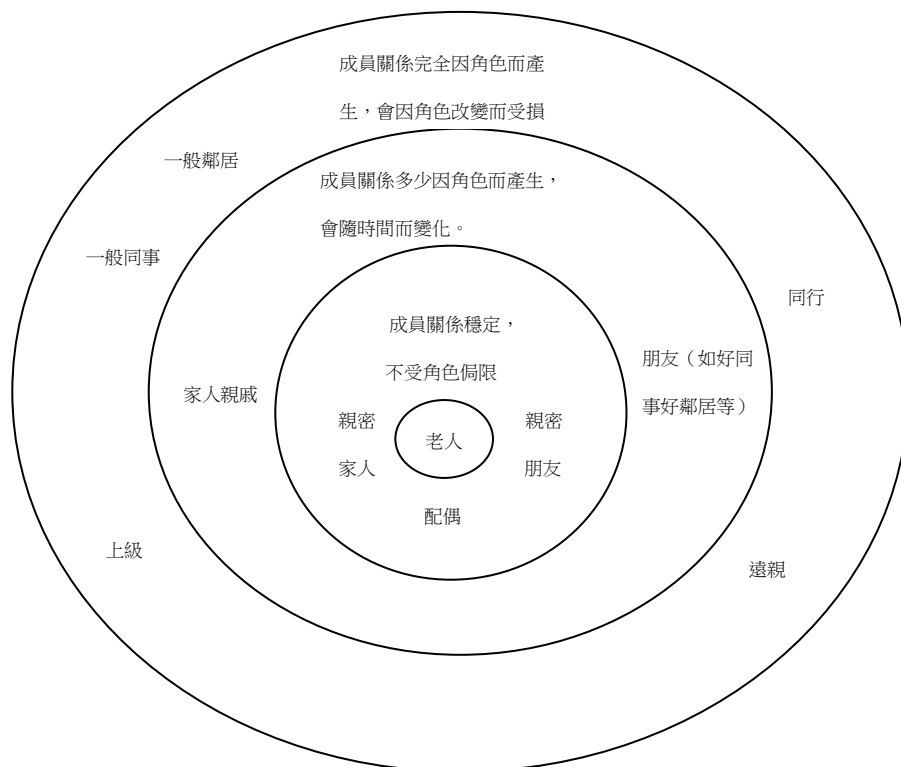 成員關係完全因角色而產
生，會因角色改變而受損
一般鄰居
成員關係多少因角色而產生，
會隨時間而變化。
一般同事
同行
成員關係穩定，
不受角色侷限
朋友（如好同
事好鄰居等）
家人親戚
親密
家人
老人
親密
朋友
配偶
上級
遠親